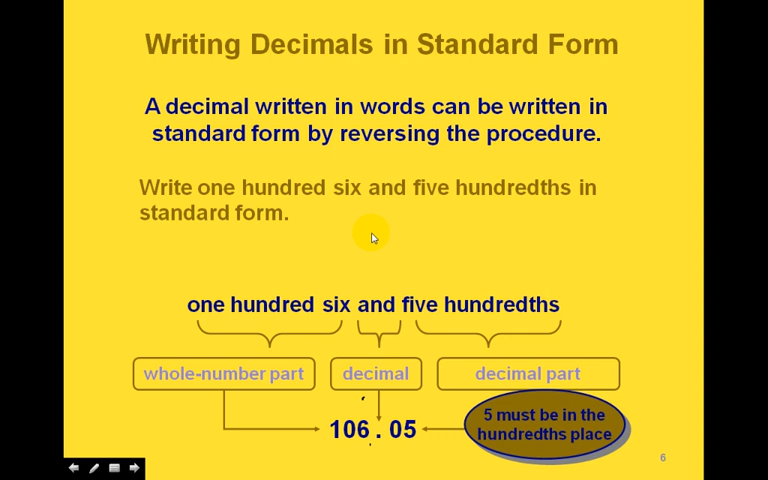 Writing Decimals in Standard Form
A decimal written in words can be written in
standard form by reversing the procedure.
Write one hundred six and five hundredths in
standard form.
one hundred six and five hundredths
whole-number part decimal decimal part
106 . 05
5 must be in the
hundredths place
6